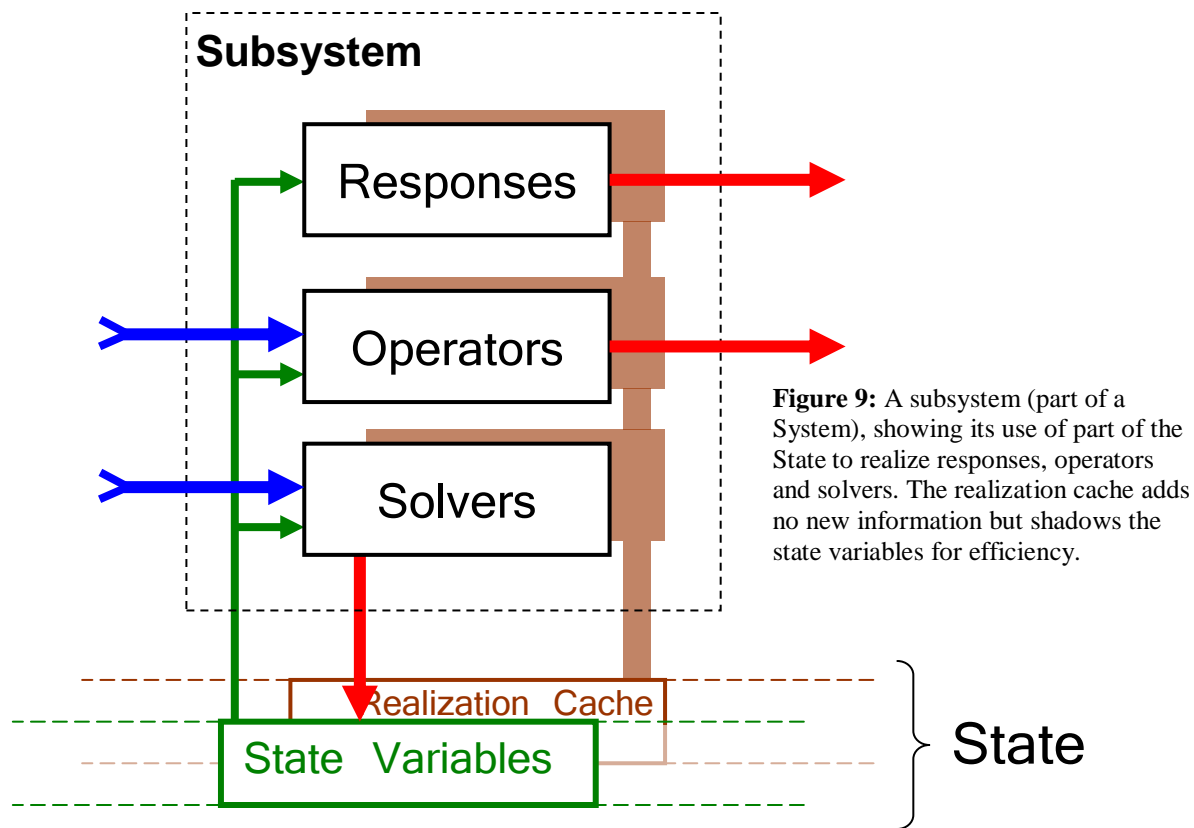 Subsystem
Responses
Operators
Solvers
Figure 9: A subsystem (part of a
System), showing its use of part of the
State to realize responses, operators
and solvers. The realization cache adds
no new information but shadows the
state variables for efficiency.
Realization Cache
State Variables
State